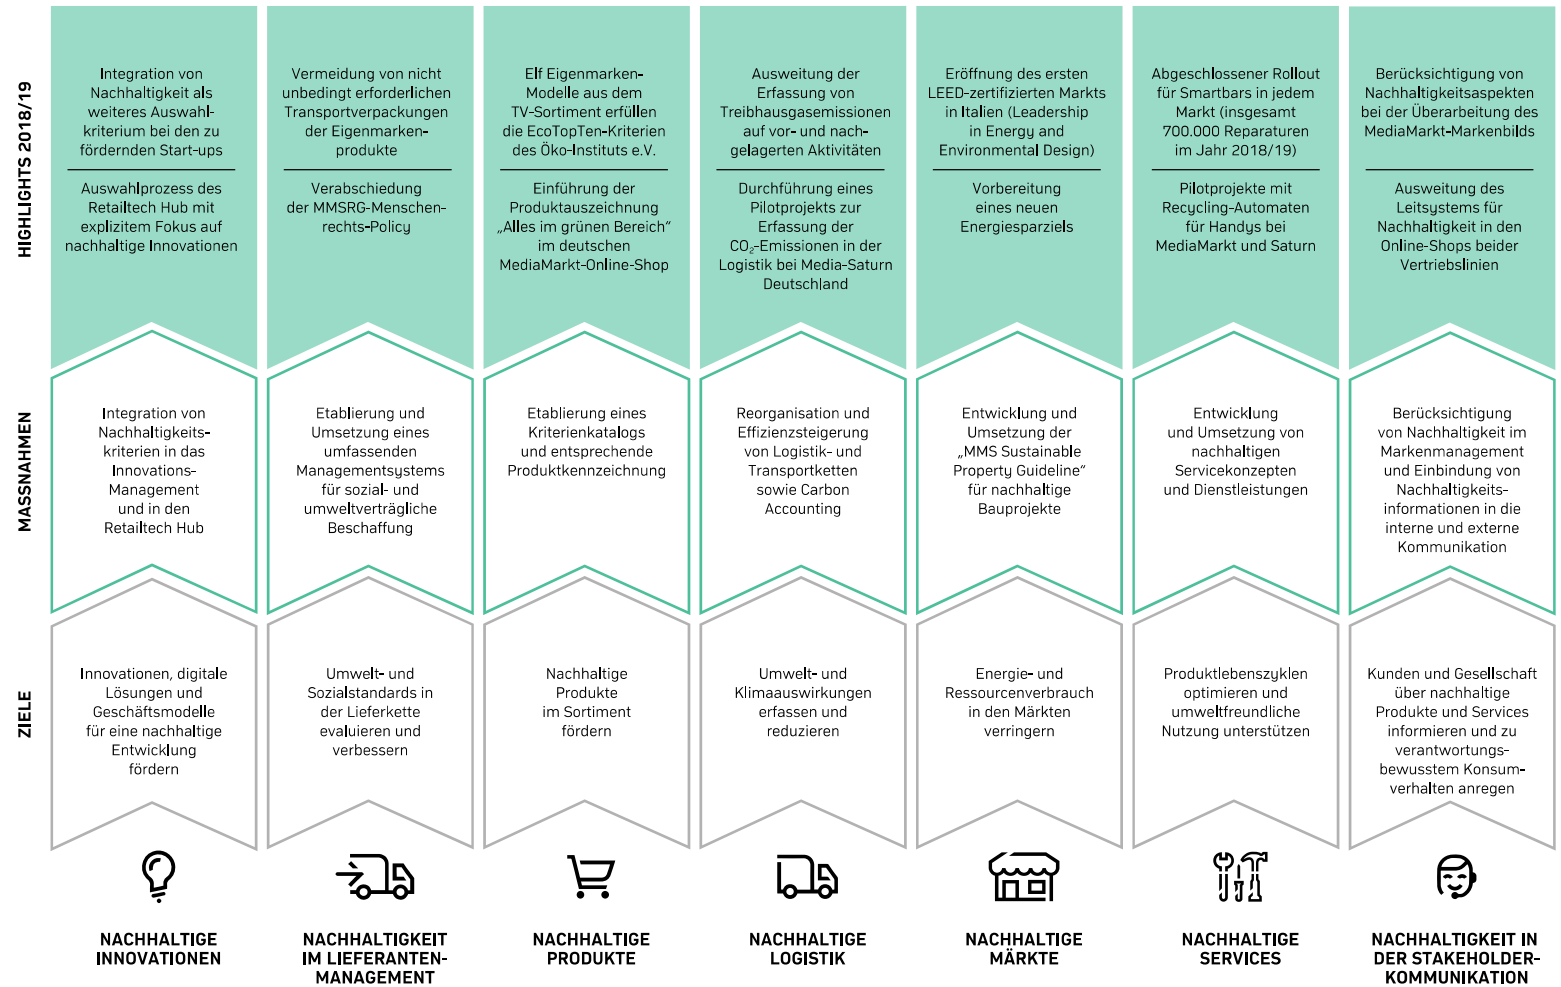 HIGHLIGHTS 2018/19
Integration von
Nachhaltigkeit als
weiteres Auswahl-
kriterium bei den zu
fördernden Start-ups
Auswahlprozess des
Retailtech Hub mit
explizitem Fokus auf
nachhaltige Innovationen
Vermeidung von nicht
unbedingt erforderlichen
Transportverpackungen
der Eigenmarken-
produkte
Verabschiedung
der MMSRG-Menschen-
rechts-Policy
Elf Eigenmarken-
Modelle aus dem
TV-Sortiment erfüllen
die EcoTopTen-Kriterien
des Öko-Instituts e.V.
Einführung der
Produktauszeichnung
„Alles im grünen Bereich“
im deutschen
MediaMarkt-Online-Shop
Ausweitung der
Erfassung von
Treibhausgasemissionen
auf vor- und nach-
gelagerten Aktivitäten
Durchführung eines
Pilotprojekts zur
Erfassung der
CO₂-Emissionen in der
Logistik bei Media-Saturn
Deutschland
Eröffnung des ersten
LEED-zertifizierten Markts
in Italien (Leadership
in Energy and
Environmental Design)
Vorbereitung
eines neuen
Energiesparziels
Abgeschlossener Rollout
für Smartbars in jedem
Markt (insgesamt
700.000 Reparaturen
im Jahr 2018/19)
Pilotprojekte mit
Recycling-Automaten
für Handys bei
MediaMarkt und Saturn
Berücksichtigung von
Nachhaltigkeitsaspekten
bei der Überarbeitung des
MediaMarkt-Markenbilds
Ausweitung des
Leitsystems für
Nachhaltigkeit in den
Online-Shops beider
Vertriebslinien
MASSNAHMEN
Integration von
Nachhaltigkeits-
kriterien in das
Innovations-
Management
und in den
Retailtech Hub
Etablierung und
Umsetzung eines
umfassenden
Managementsystems
für sozial- und
umweltverträgliche
Beschaffung
Etablierung eines
Kriterienkatalogs
und entsprechende
Produktkennzeichnung
Reorganisation und
Effizienzsteigerung
von Logistik- und
Transportketten
sowie Carbon
Accounting
Entwicklung und
Umsetzung der
„MMS Sustainable
Property Guideline“
für nachhaltige
Bauprojekte
Entwicklung
und Umsetzung von
nachhaltigen
Servicekonzepten
und Dienstleistungen
Berücksichtigung
von Nachhaltigkeit im
Markenmanagement
und Einbindung von
Nachhaltigkeits-
informationen in die
interne und externe
Kommunikation
ZIELE
Innovationen, digitale
Lösungen und
Geschäftsmodelle
für eine nachhaltige
Entwicklung
fördern
Umwelt- und
Sozialstandards in
der Lieferkette
evaluieren und
verbessern
Nachhaltige
Produkte
im Sortiment
fördern
Umwelt- und
Klimaauswirkungen
erfassen und
reduzieren
Energie- und
Ressourcenverbrauch
in den Märkten
verringern
Produktlebenszyklen
optimieren und
umweltfreundliche
Nutzung unterstützen
Kunden und Gesellschaft
über nachhaltige
Produkte und Services
informieren und zu
verantwortungs-
bewusstem Konsum-
verhalten anregen
NACHHALTIGE
INNOVATIONEN
NACHHALTIGKEIT
IM LIEFERANTEN-
MANAGEMENT
NACHHALTIGE
PRODUKTE
NACHHALTIGE
LOGISTIK
NACHHALTIGE
MÄRKTE
NACHHALTIGE
SERVICES
NACHHALTIGKEIT IN
DER STAKEHOLDER-
KOMMUNIKATION